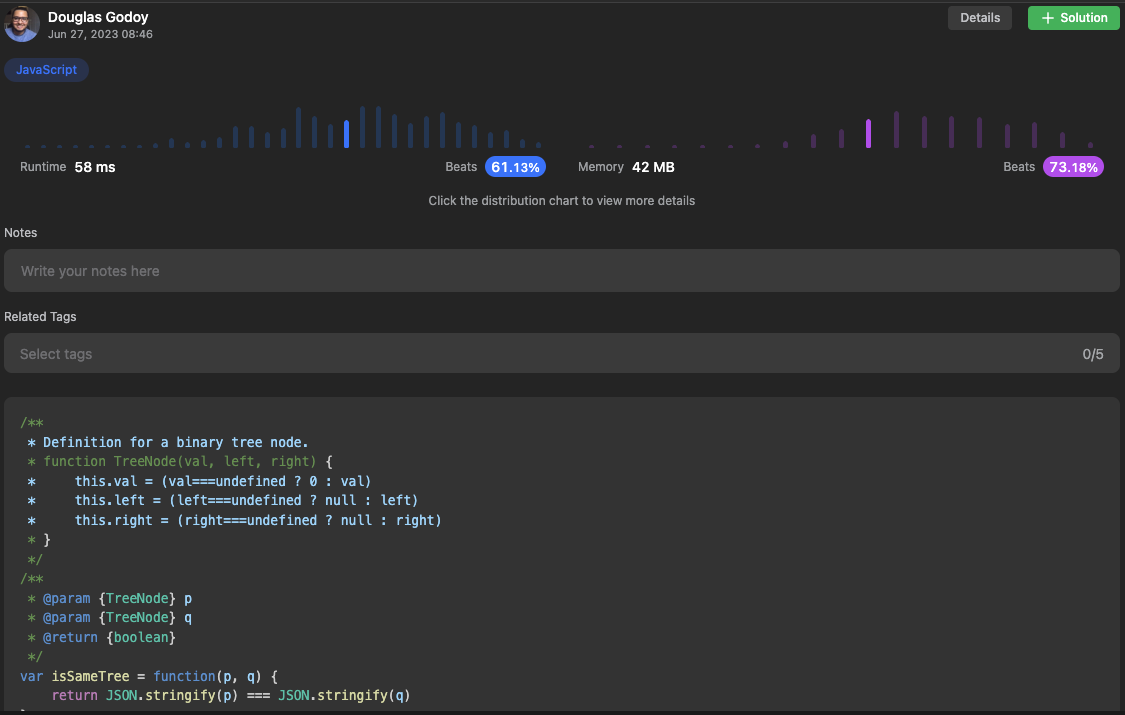 Douglas Godoy
Jun 27, 2023 08:46
Details
+ Solution
JavaScript
Runtime 58 ms
Beats 61.13%
Memory 42 MB
Beats 73.18%
Click the distribution chart to view more details
Notes
Write your notes here
Related Tags
Select tags
0/5
/**
 * Definition for a binary tree node.
 * function TreeNode(val, left, right) {
 *     this.val = (val===undefined ? 0 : val)
 *     this.left = (left===undefined ? null : left)
 *     this.right = (right===undefined ? null : right)
 * }
 */
/**
 * @param {TreeNode} p
 * @param {TreeNode} q
 * @return {boolean}
 */
var isSameTree = function(p, q) {
    return JSON.stringify(p) === JSON.stringify(q)